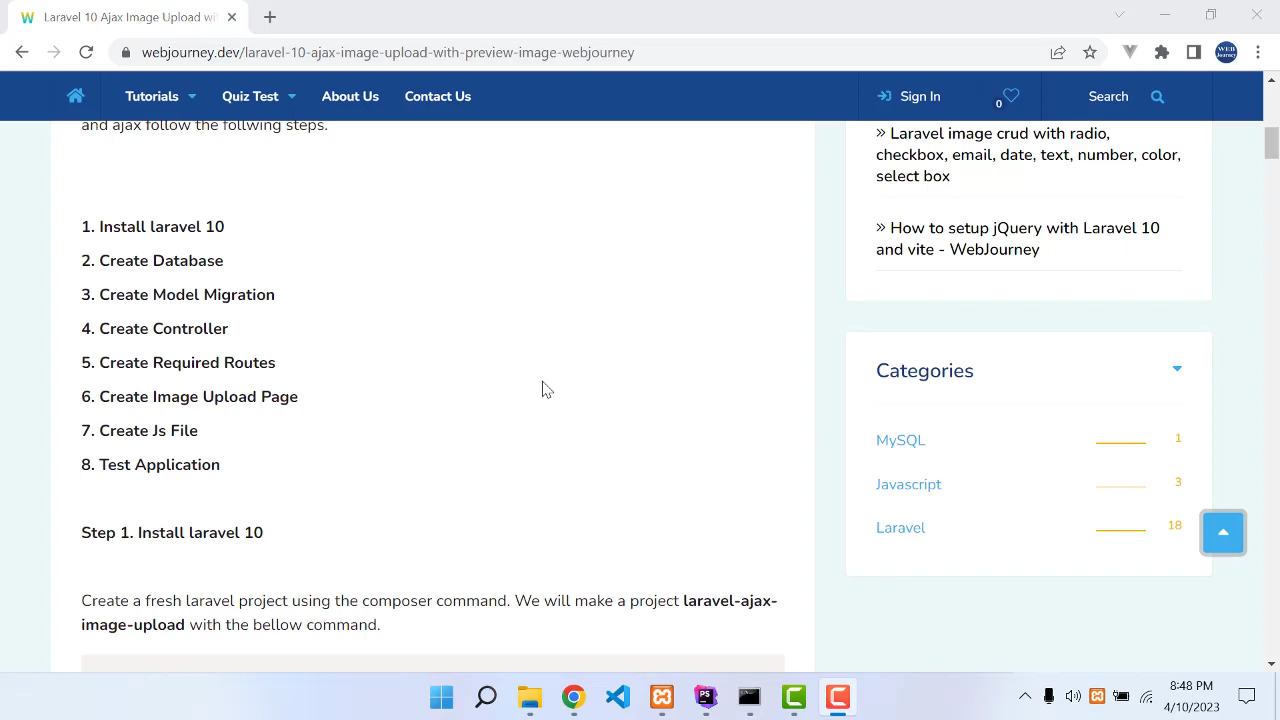 Laravel 10 Ajax Image Upload wit
webjourney.dev/laravel-10-ajax-image-upload-with-preview-image-webjourney
WEB Journey
Tutorials
Quiz Test
About Us
Contact Us
Sign In
0
Search
and ajax follow the follwing steps.
1. Install laravel 10
2. Create Database
3. Create Model Migration
4. Create Controller
5. Create Required Routes
6. Create Image Upload Page
7. Create Js File
8. Test Application
Step 1. Install laravel 10
Create a fresh laravel project using the composer command. We will make a project laravel-ajax-
image-upload with the bellow command.
» Laravel image crud with radio,
checkbox, email, date, text, number, color,
select box
» How to setup jQuery with Laravel 10
and vite - WebJourney
Categories
MySQL 1
Javascript 3
Laravel 18
PS
8:48 PM
4/10/2023